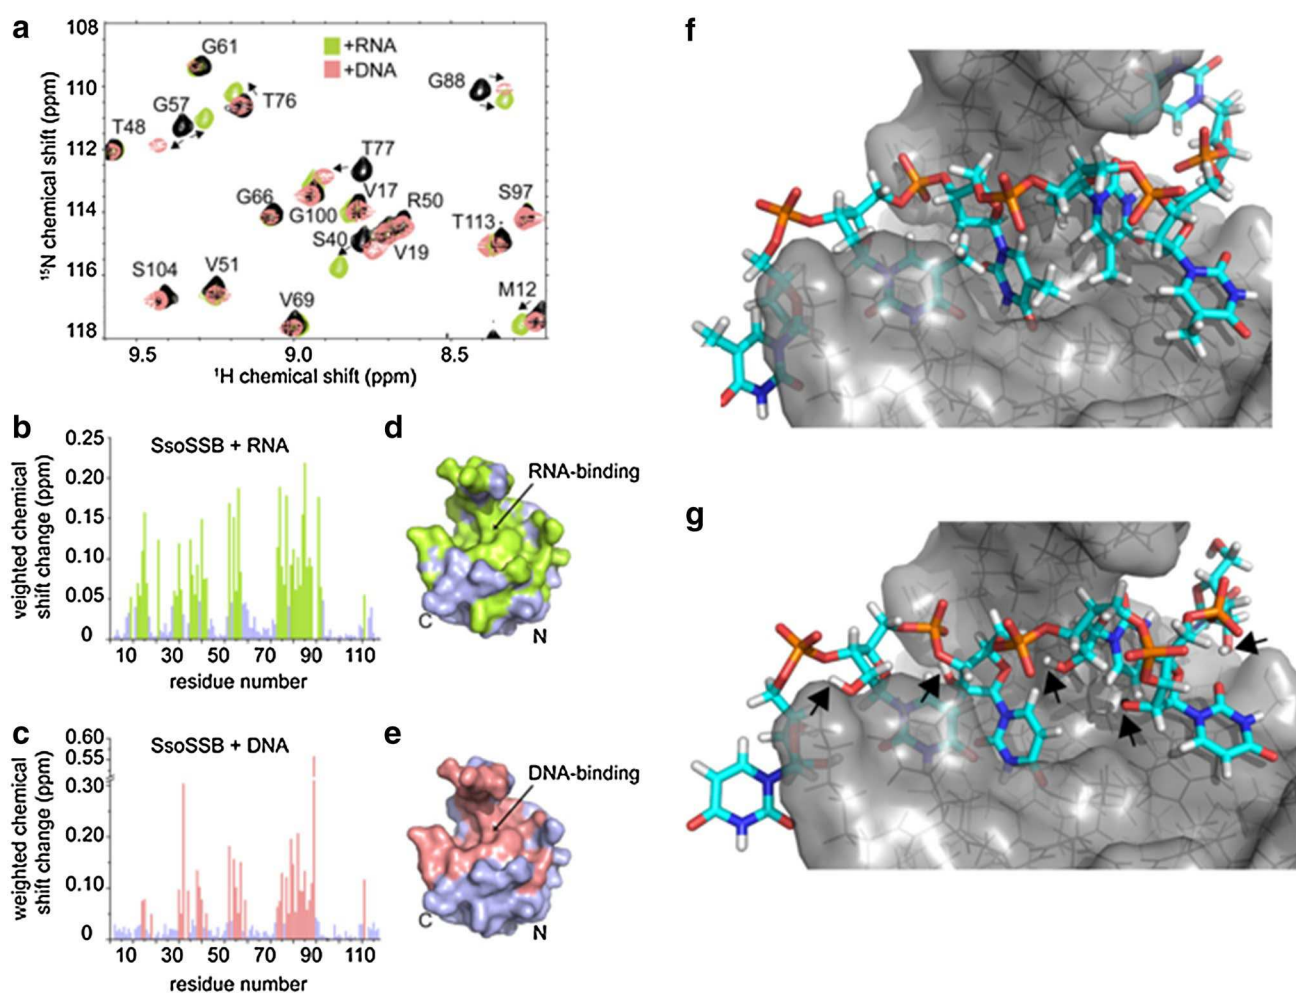 a
108
110
112
114
116
118
¹⁵N chemical shift (ppm)
9.5
9.0
8.5
¹H chemical shift (ppm)
+RNA
+DNA
G61
G88
T76
G57
T48
T77
V17
G66
G100
R50
S97
S40
T113
V19
S104
V51
V69
M12
b
SsoSSB + RNA
0.25
0.20
0.15
0.10
0.05
0
weighted chemical
shift change (ppm)
10 30 50 70 90 110
residue number
c
SsoSSB + DNA
0.60
0.55
0.30
0.20
0.10
0
weighted chemical
shift change (ppm)
10 30 50 70 90 110
residue number
d
RNA-binding
C
N
e
DNA-binding
C
N
f
g